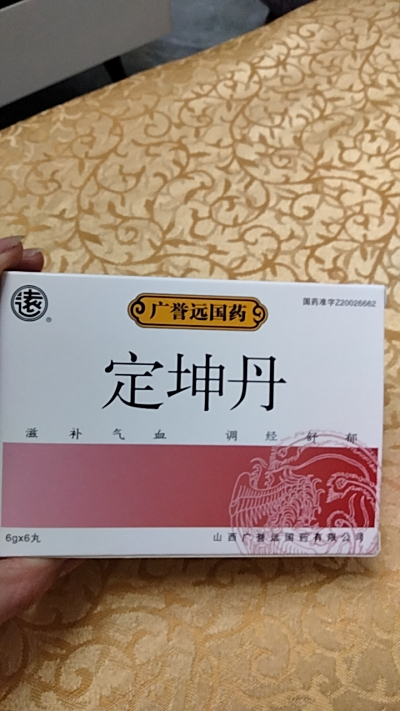 遠
®
广誉远国药
国药准字Z20026662
定坤丹
滋补气血 调经舒郁
6gx6丸
山西广誉远国药有限公司